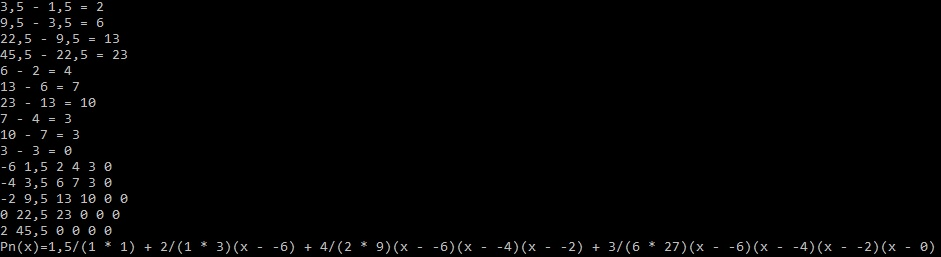 3,5 - 1,5 = 2
9,5 - 3,5 = 6
22,5 - 9,5 = 13
45,5 - 22,5 = 23
6 - 2 = 4
13 - 6 = 7
23 - 13 = 10
7 - 4 = 3
10 - 7 = 3
3 - 3 = 0
-6 1,5 2 4 3 0
-4 3,5 6 7 3 0
-2 9,5 13 10 0 0
0 22,5 23 0 0 0
2 45,5 0 0 0 0
Pn(x)=1,5/(1 * 1) + 2/(1 * 3)(x - -6) + 4/(2 * 9)(x - -6)(x - -4)(x - -2) + 3/(6 * 27)(x - -6)(x - -4)(x - -2)(x - 0)